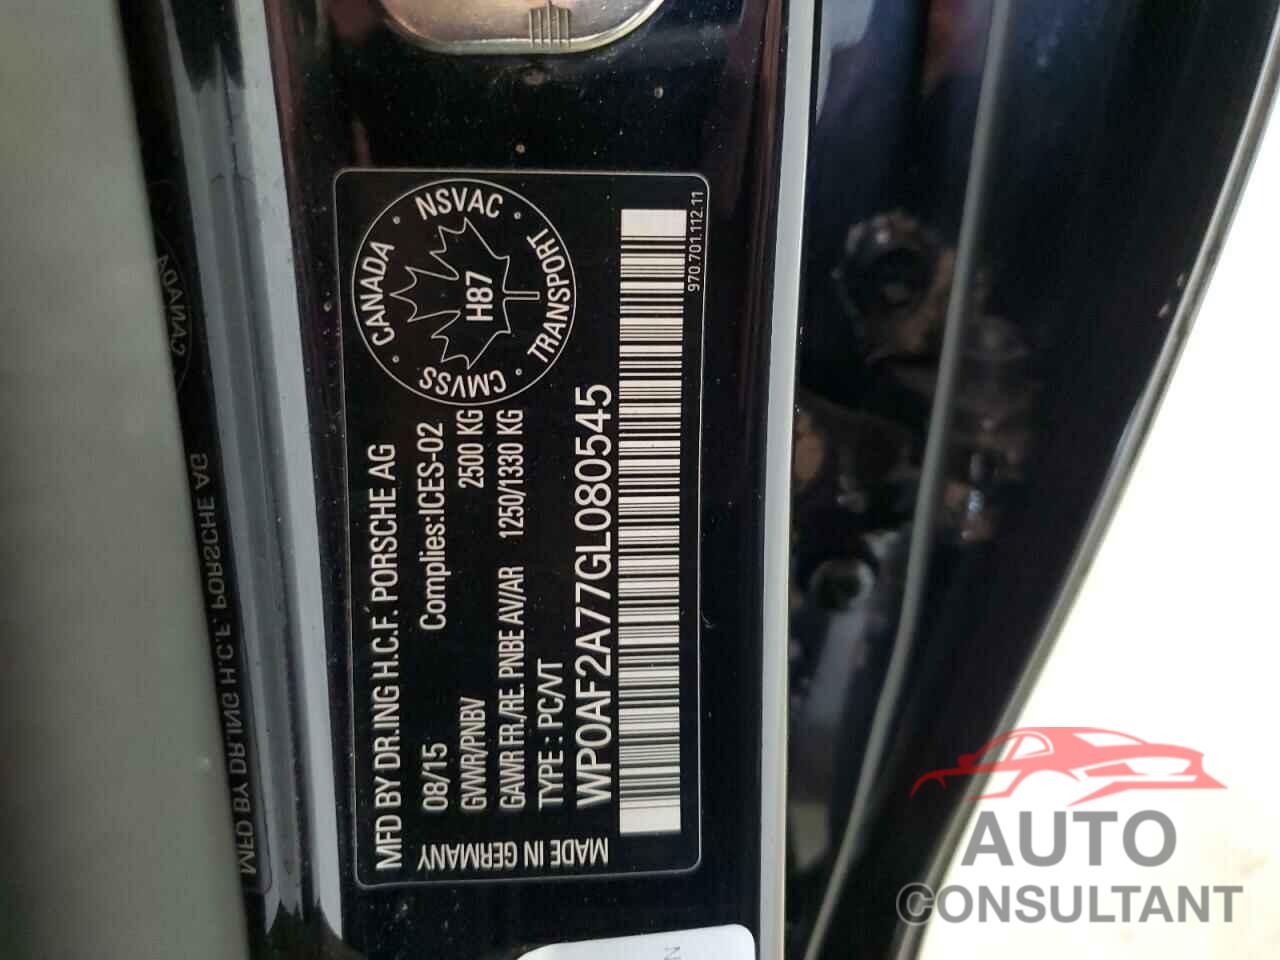 MFD BY DR.ING H.C.F. PORSCHE AG
08/15 Complies:ICES-02
GVWR/PNBV 2500 KG
GAWR FR./RE. PNBE AV/AR 1250/1330 KG
TYPE : PC/VT
WP0AF2A77GL080545
MADE IN GERMANY
CANADA · NSVAC · TRANSPORT · CMVSS ·
H87
970.701.112.11
MFD BY DR.ING H.C.F. PORSCHE AG
CANADA
N
AUTO
CONSULTANT